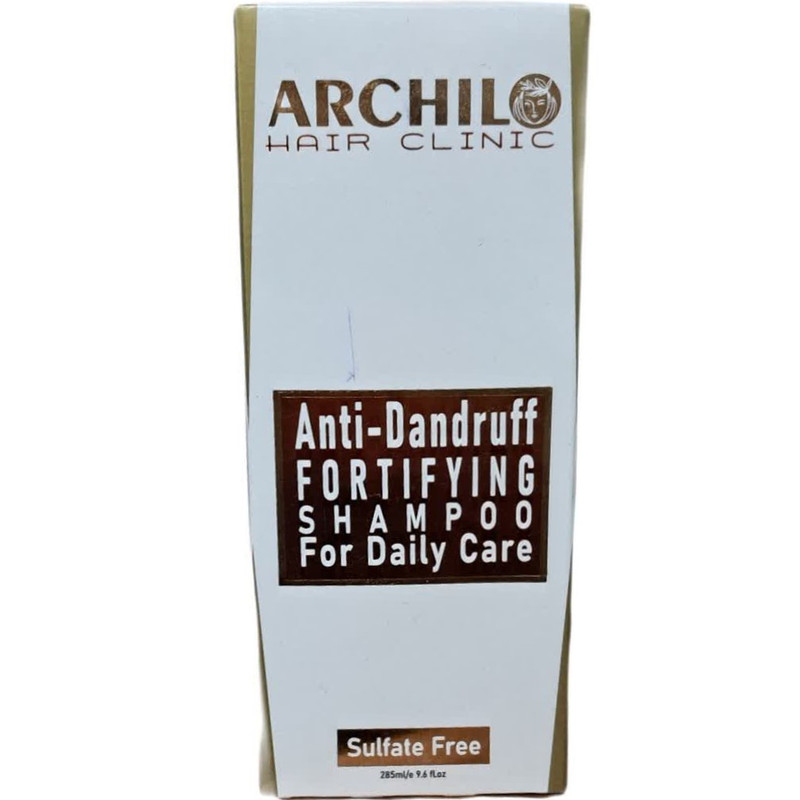 ARCHILO
HAIR CLINIC
Anti-Dandruff
FORTIFYING
SHAMPOO
For Daily Care
Sulfate Free
285ml/e 9.6 fl.oz